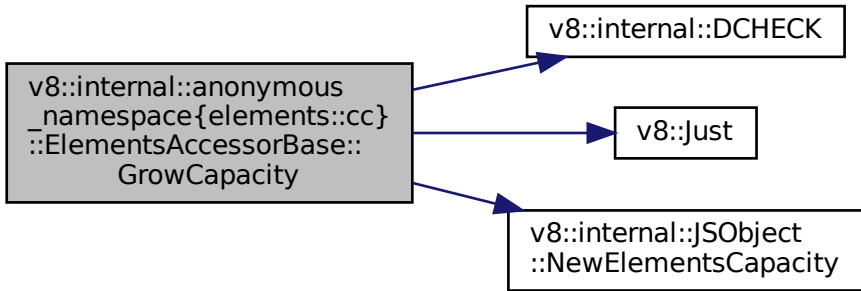 v8::internal::anonymous
_namespace{elements::cc}
::ElementsAccessorBase::
GrowCapacity
v8::internal::DCHECK
v8::Just
v8::internal::JSObject
::NewElementsCapacity